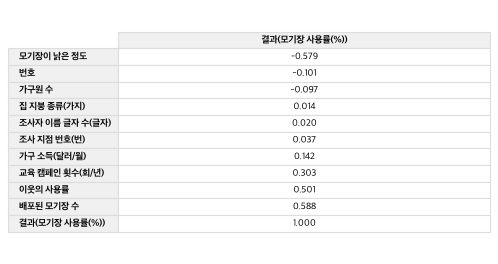 결과(모기장 사용률(%))
모기장이 낡은 정도 -0.579
번호 -0.101
가구원 수 -0.097
집 지붕 종류(가지) 0.014
조사자 이름 글자 수(글자) 0.020
조사 지점 번호(번) 0.037
가구 소득(달러/월) 0.142
교육 캠페인 횟수(회/년) 0.303
이웃의 사용률 0.501
배포된 모기장 수 0.588
결과(모기장 사용률(%)) 1.000